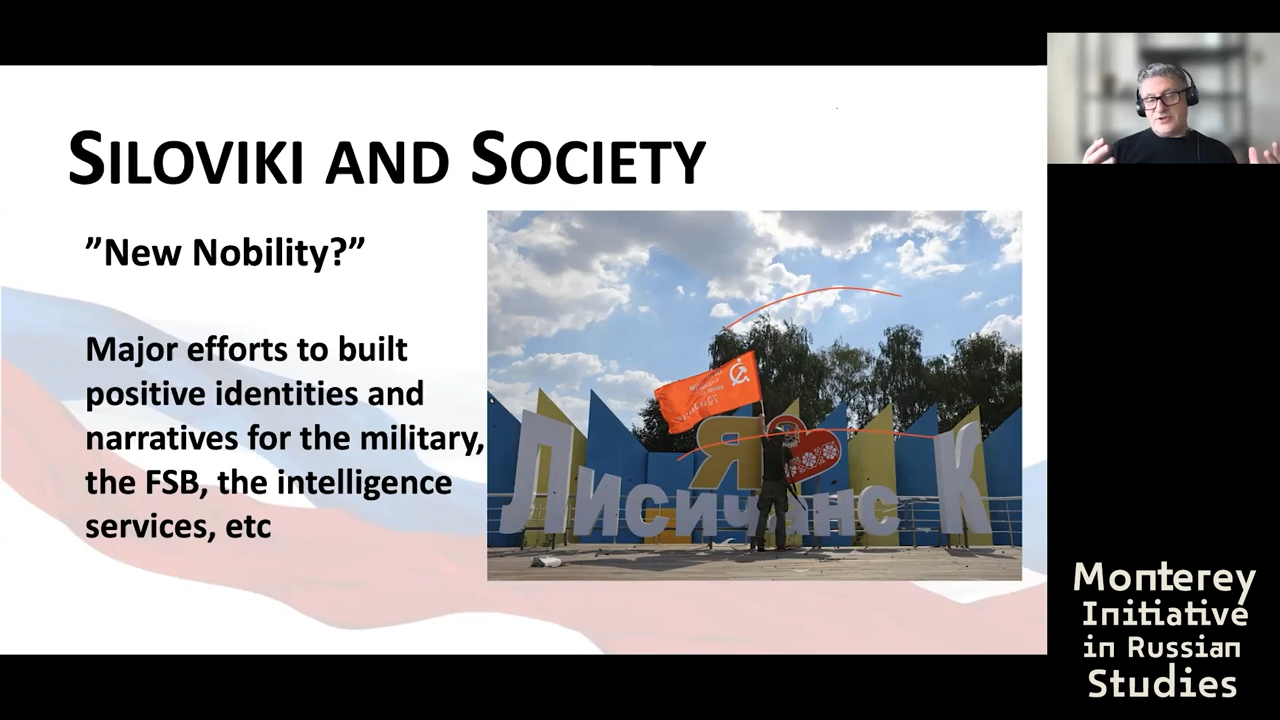 SILOVIKI AND SOCIETY
”New Nobility?”
Major efforts to built
positive identities and
narratives for the military,
the FSB, the intelligence
services, etc
Я
Лисичанск
Monterey
Initiative
in Russian
Studies